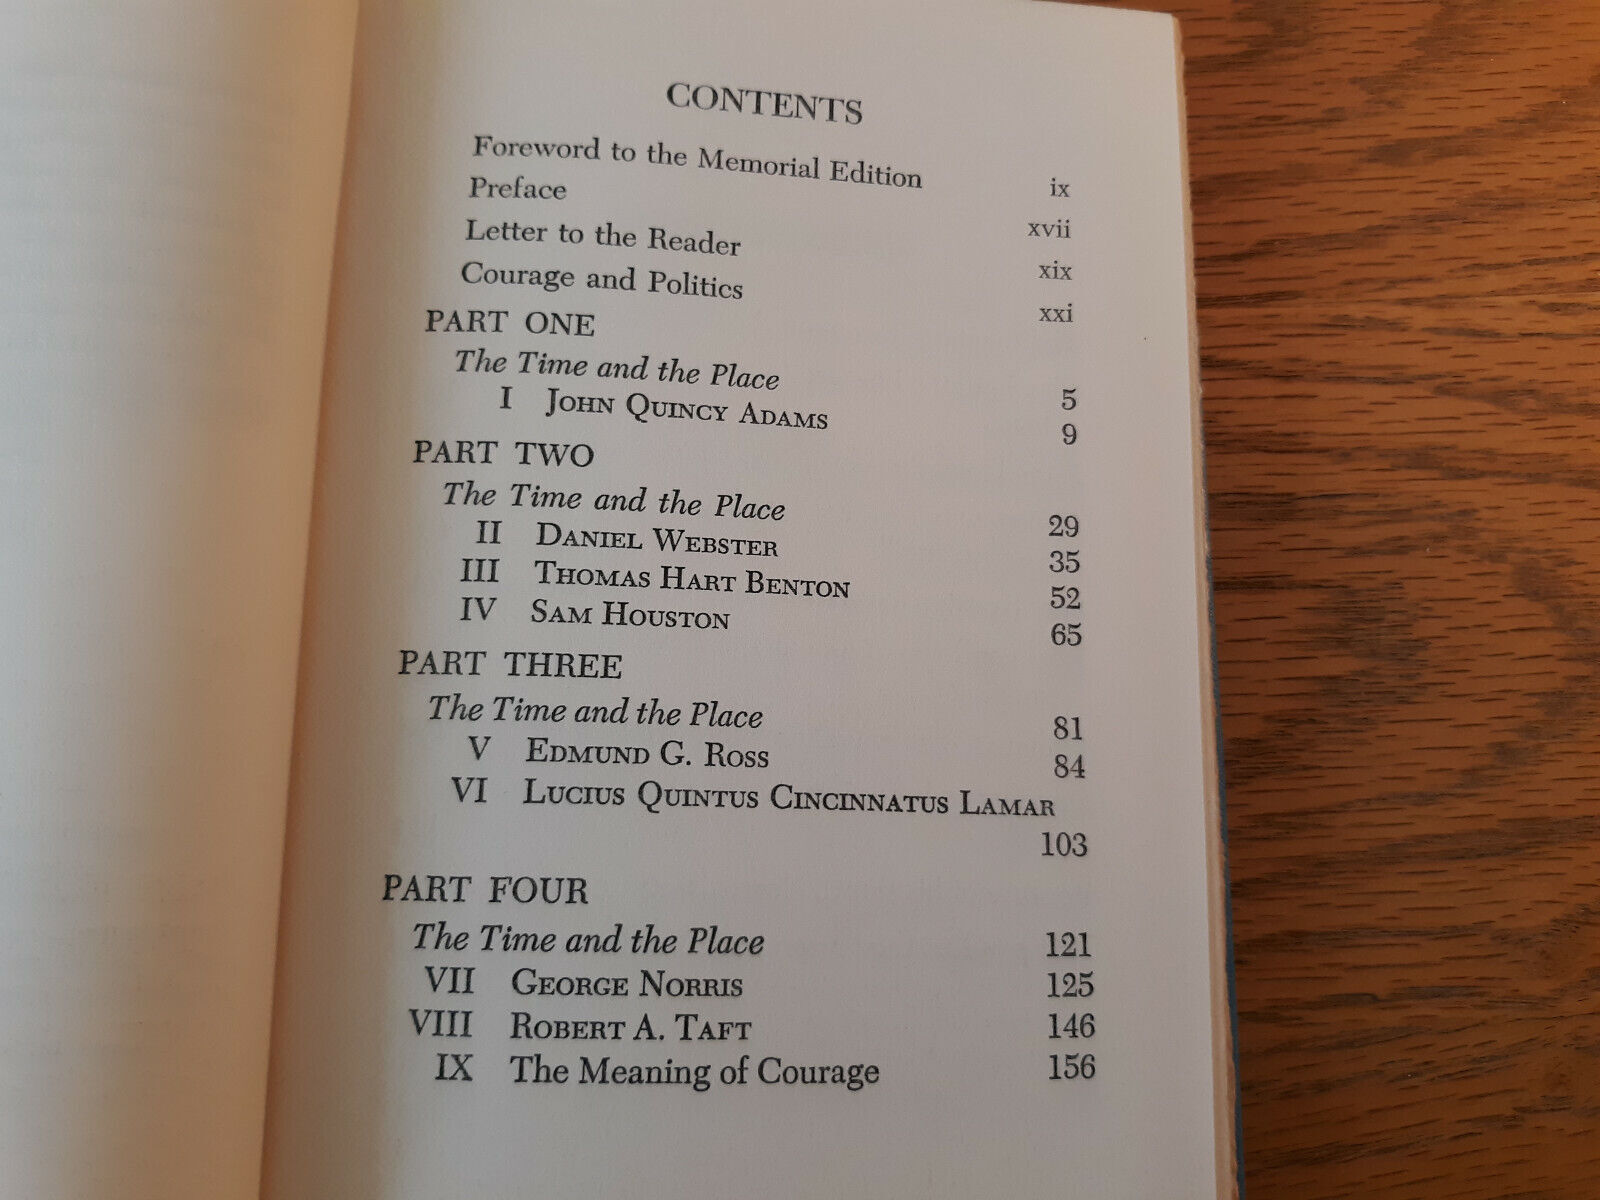 CONTENTS
Foreword to the Memorial Edition ix
Preface xvii
Letter to the Reader xix
Courage and Politics xxi
PART ONE
The Time and the Place 5
I JOHN QUINCY ADAMS 9
PART TWO
The Time and the Place 29
II DANIEL WEBSTER 35
III THOMAS HART BENTON 52
IV SAM HOUSTON 65
PART THREE
The Time and the Place 81
V EDMUND G. ROSS 84
VI LUCIUS QUINTUS CINCINNATUS LAMAR
103
PART FOUR
The Time and the Place 121
VII GEORGE NORRIS 125
VIII ROBERT A. TAFT 146
IX The Meaning of Courage 156